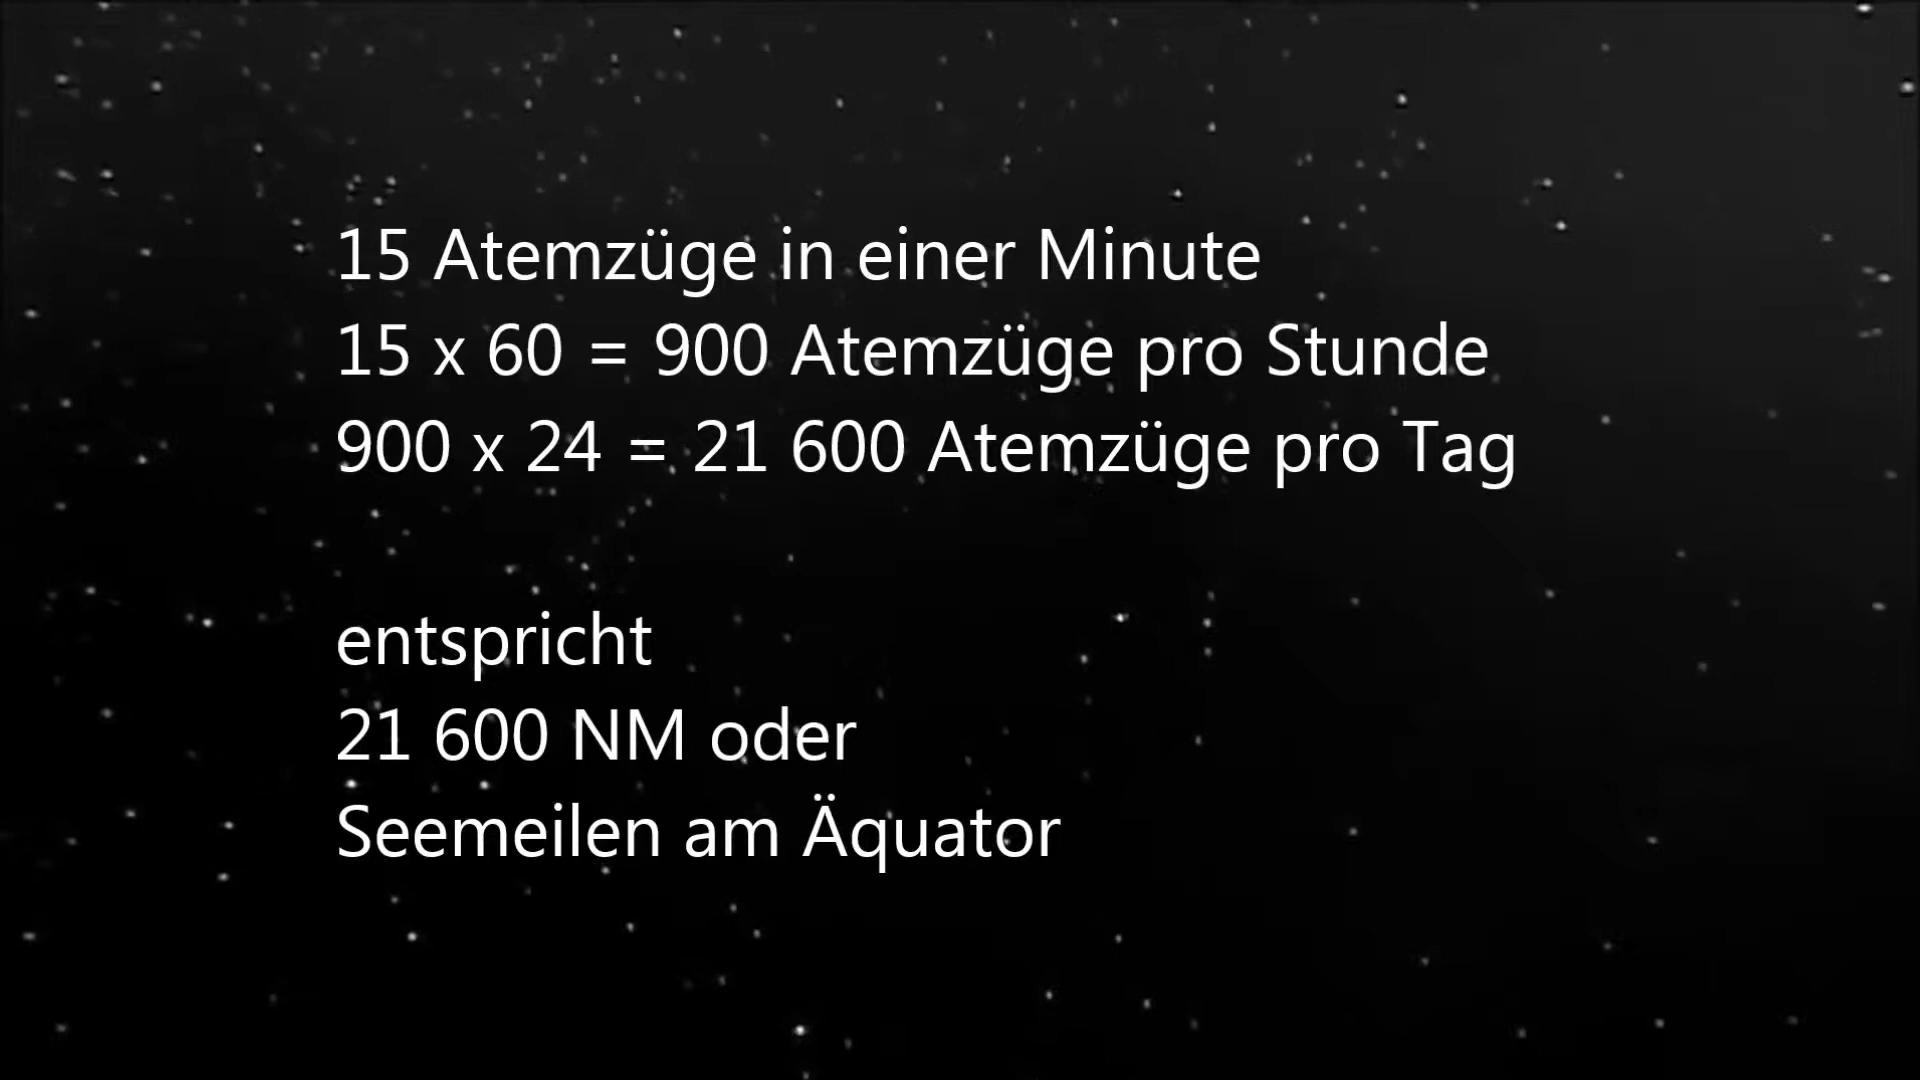 15 Atemzüge in einer Minute
15 x 60 = 900 Atemzüge pro Stunde
900 x 24 = 21 600 Atemzüge pro Tag
entspricht
21 600 NM oder
Seemeilen am Äquator